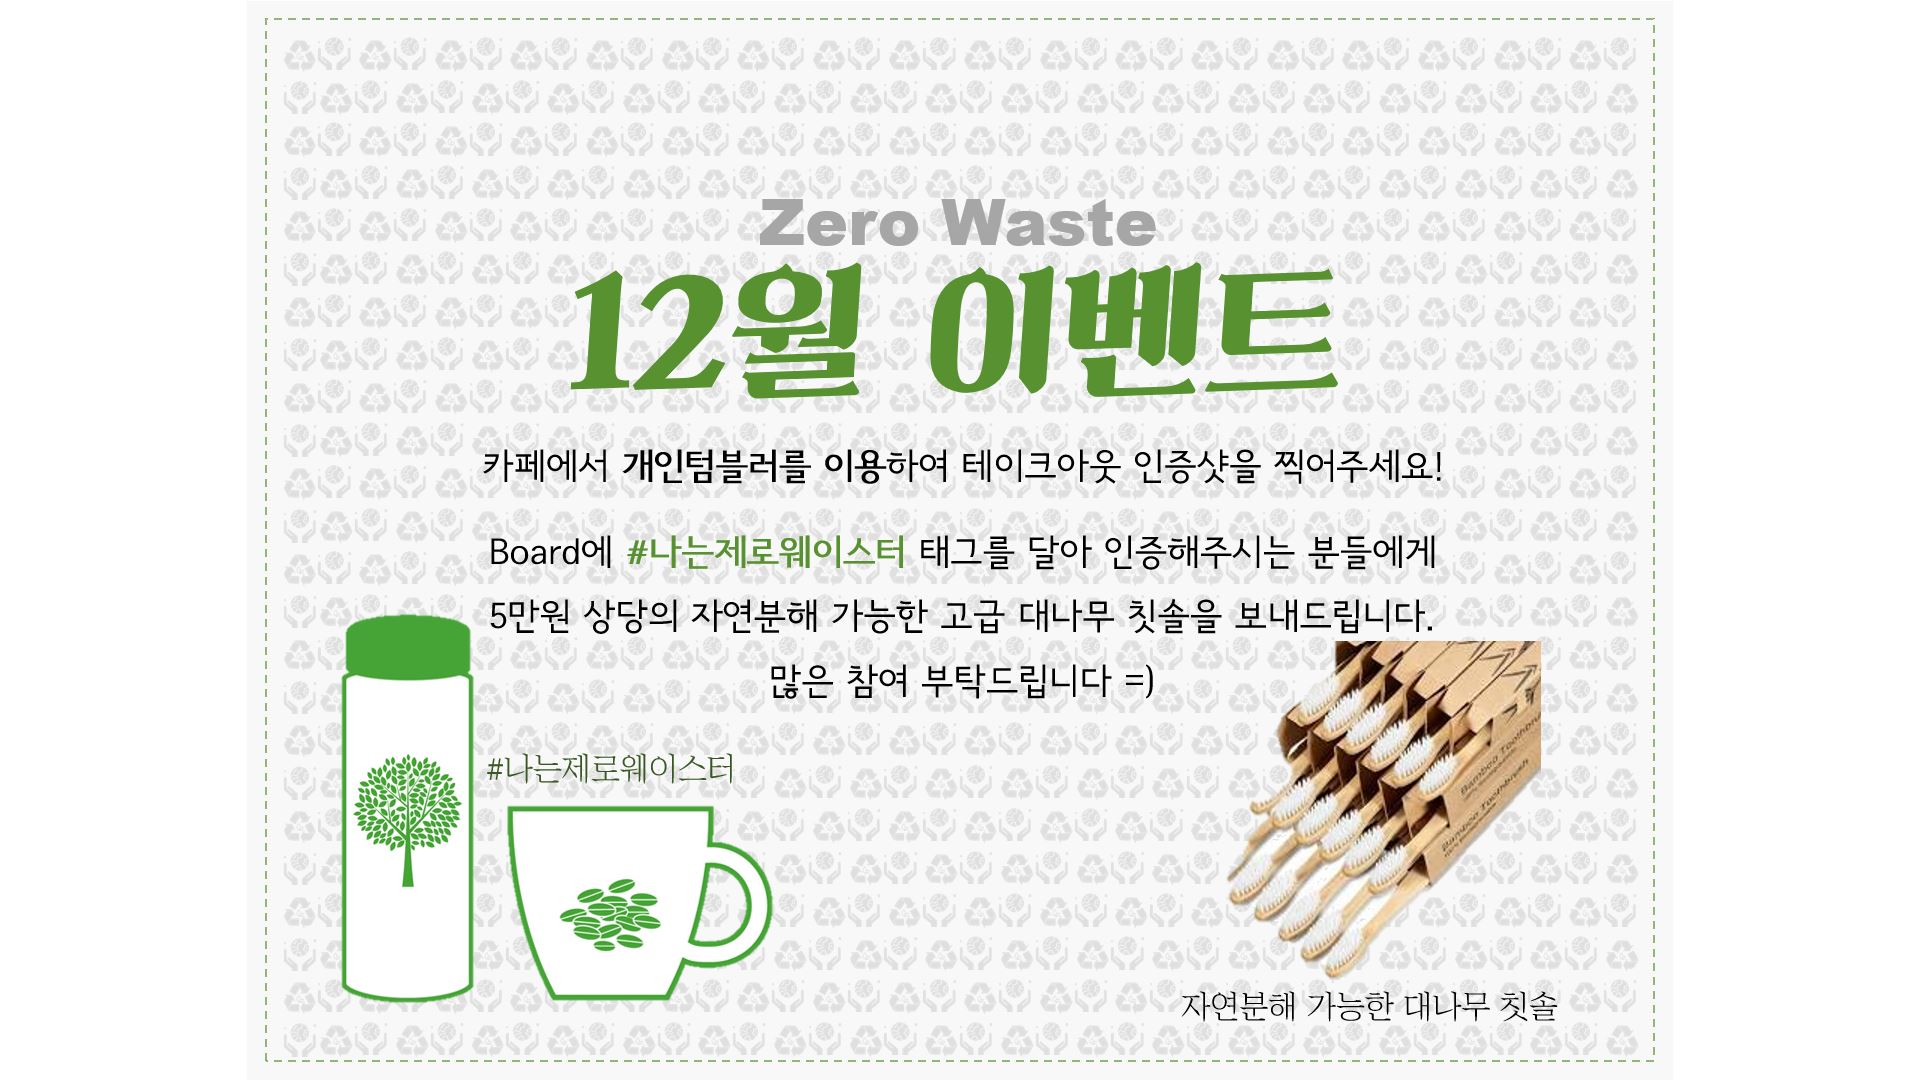 Zero Waste
12월 이벤트
카페에서 개인텀블러를 이용하여 테이크아웃 인증샷을 찍어주세요!
Board에 #나는제로웨이스터 태그를 달아 인증해주시는 분들에게
5만원 상당의 자연분해 가능한 고급 대나무 칫솔을 보내드립니다.
많은 참여 부탁드립니다 =)
#나는제로웨이스터
Bamboo Toothbrush
Bamboo Toothbrush
자연분해 가능한 대나무 칫솔